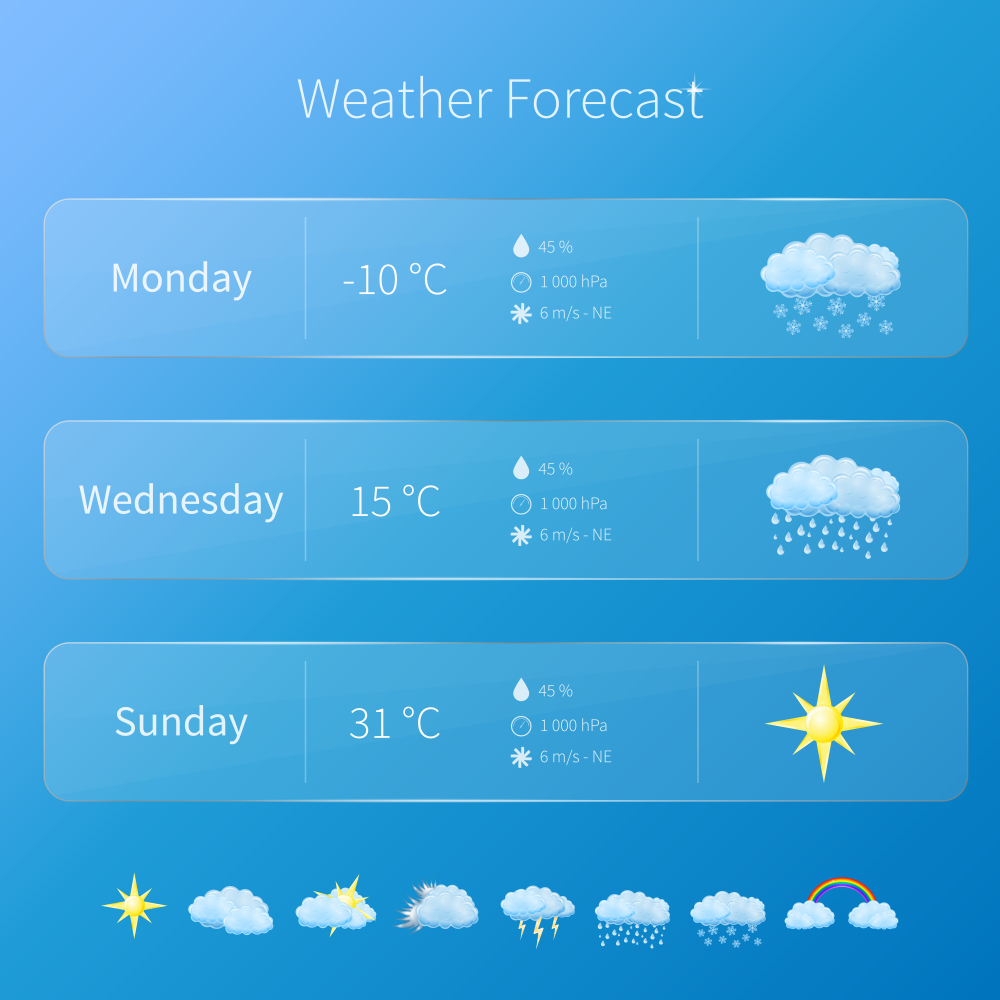 Weather Forecast
Monday
-10 °C
45 %
1 000 hPa
6 m/s - NE
Wednesday
15 °C
45 %
1 000 hPa
6 m/s - NE
Sunday
31 °C
45 %
1 000 hPa
6 m/s - NE